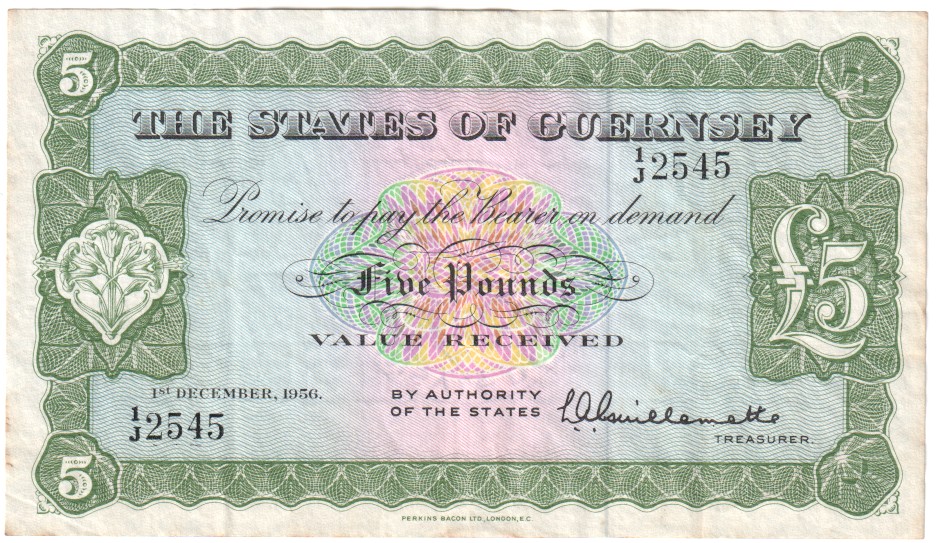 5
THE STATES OF GUERNSEY
1/J 2545
Promise to pay the Bearer on demand
Five Pounds
£5
VALUE RECEIVED
1st DECEMBER, 1956.
BY AUTHORITY
OF THE STATES
L.A. Guillemette
1/J 2545
TREASURER.
5
PERKINS BACON LTD, LONDON, E.C.